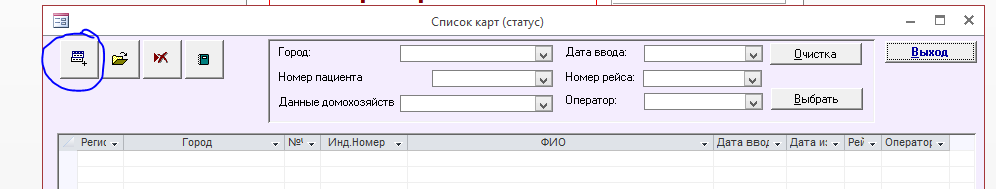 Список карт (статус)
Город:
Дата ввода:
Очистка
Выход
Номер пациента
Номер рейса:
Данные домохозяйств
Оператор:
Выбрать
Регис Город №° Инд.Номер ФИО Дата ввод Дата из Рей Оператор